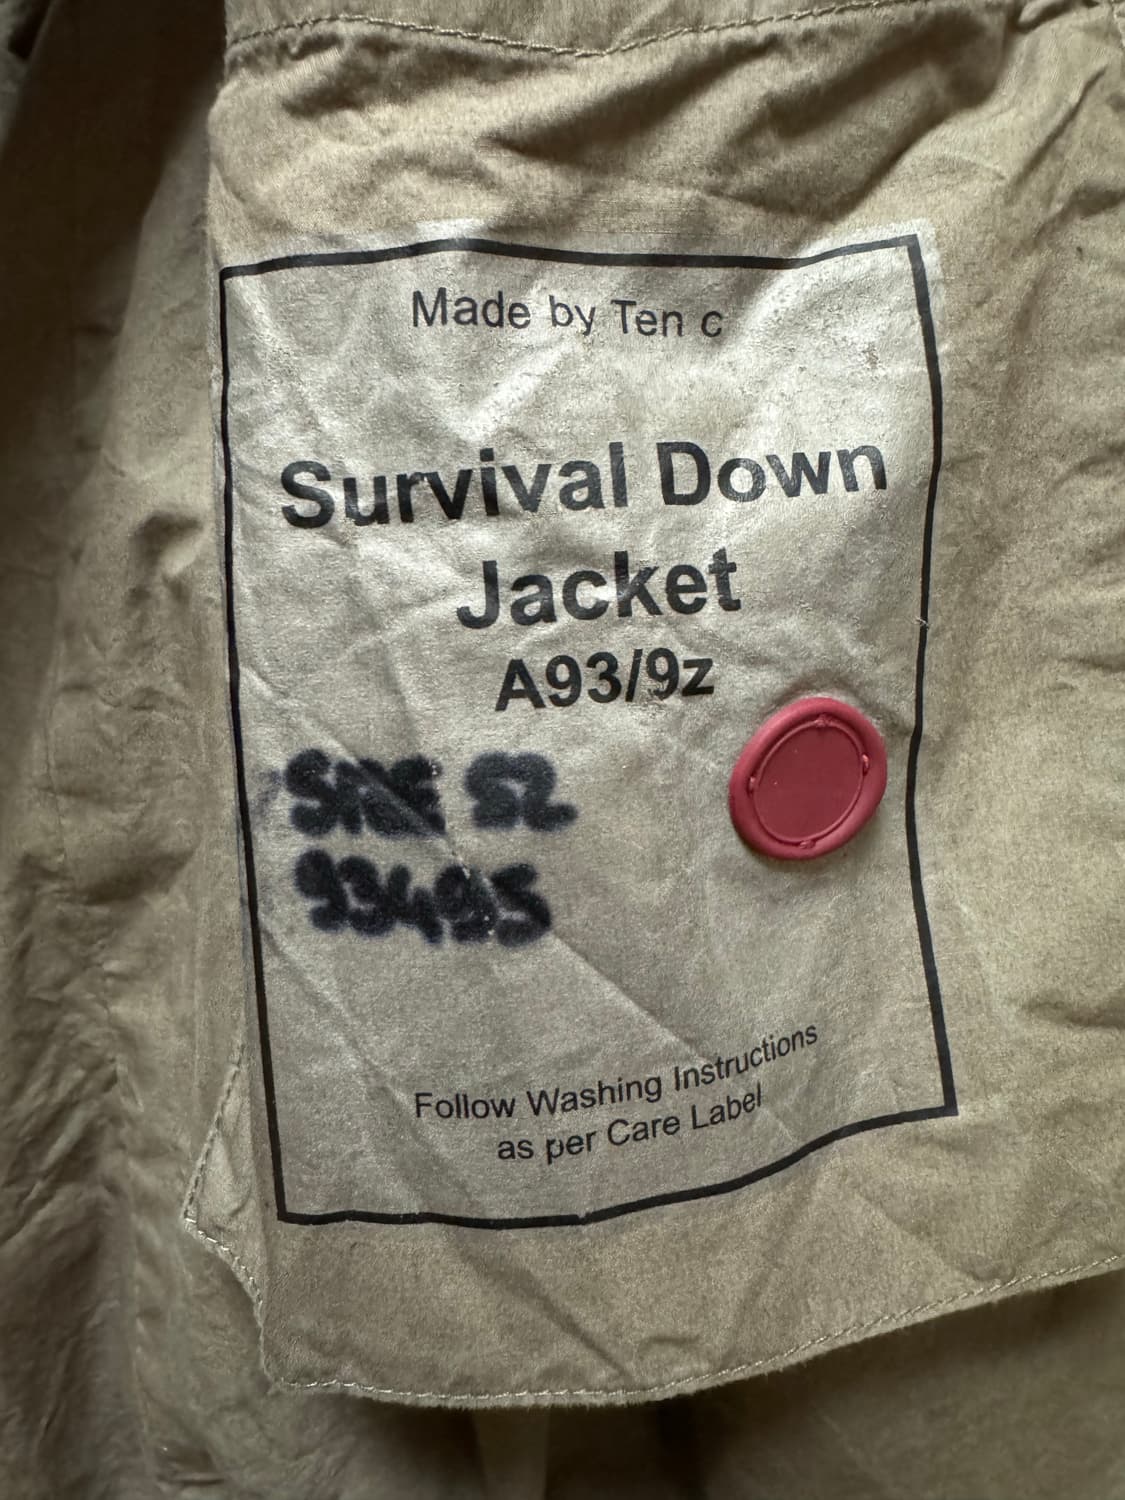 Made by Ten c
Survival Down
Jacket
A93/9z
SIZE 52
93495
Follow Washing Instructions
as per Care Label